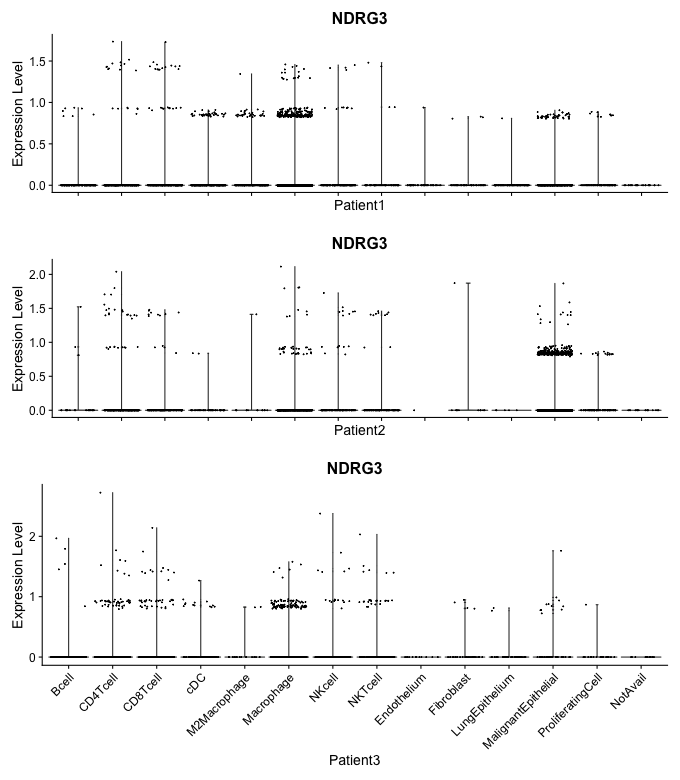 NDRG3
Expression Level
1.5
1.0
0.5
0.0
Patient1
NDRG3
Expression Level
2.0
1.5
1.0
0.5
0.0
Patient2
NDRG3
Expression Level
2
1
0
Bcell
CD4Tcell
CD8Tcell
cDC
M2Macrophage
Macrophage
NKcell
NKTcell
Endothelium
Fibroblast
LungEpithelium
MalignantEpithelial
ProliferatingCell
NotAvail
Patient3